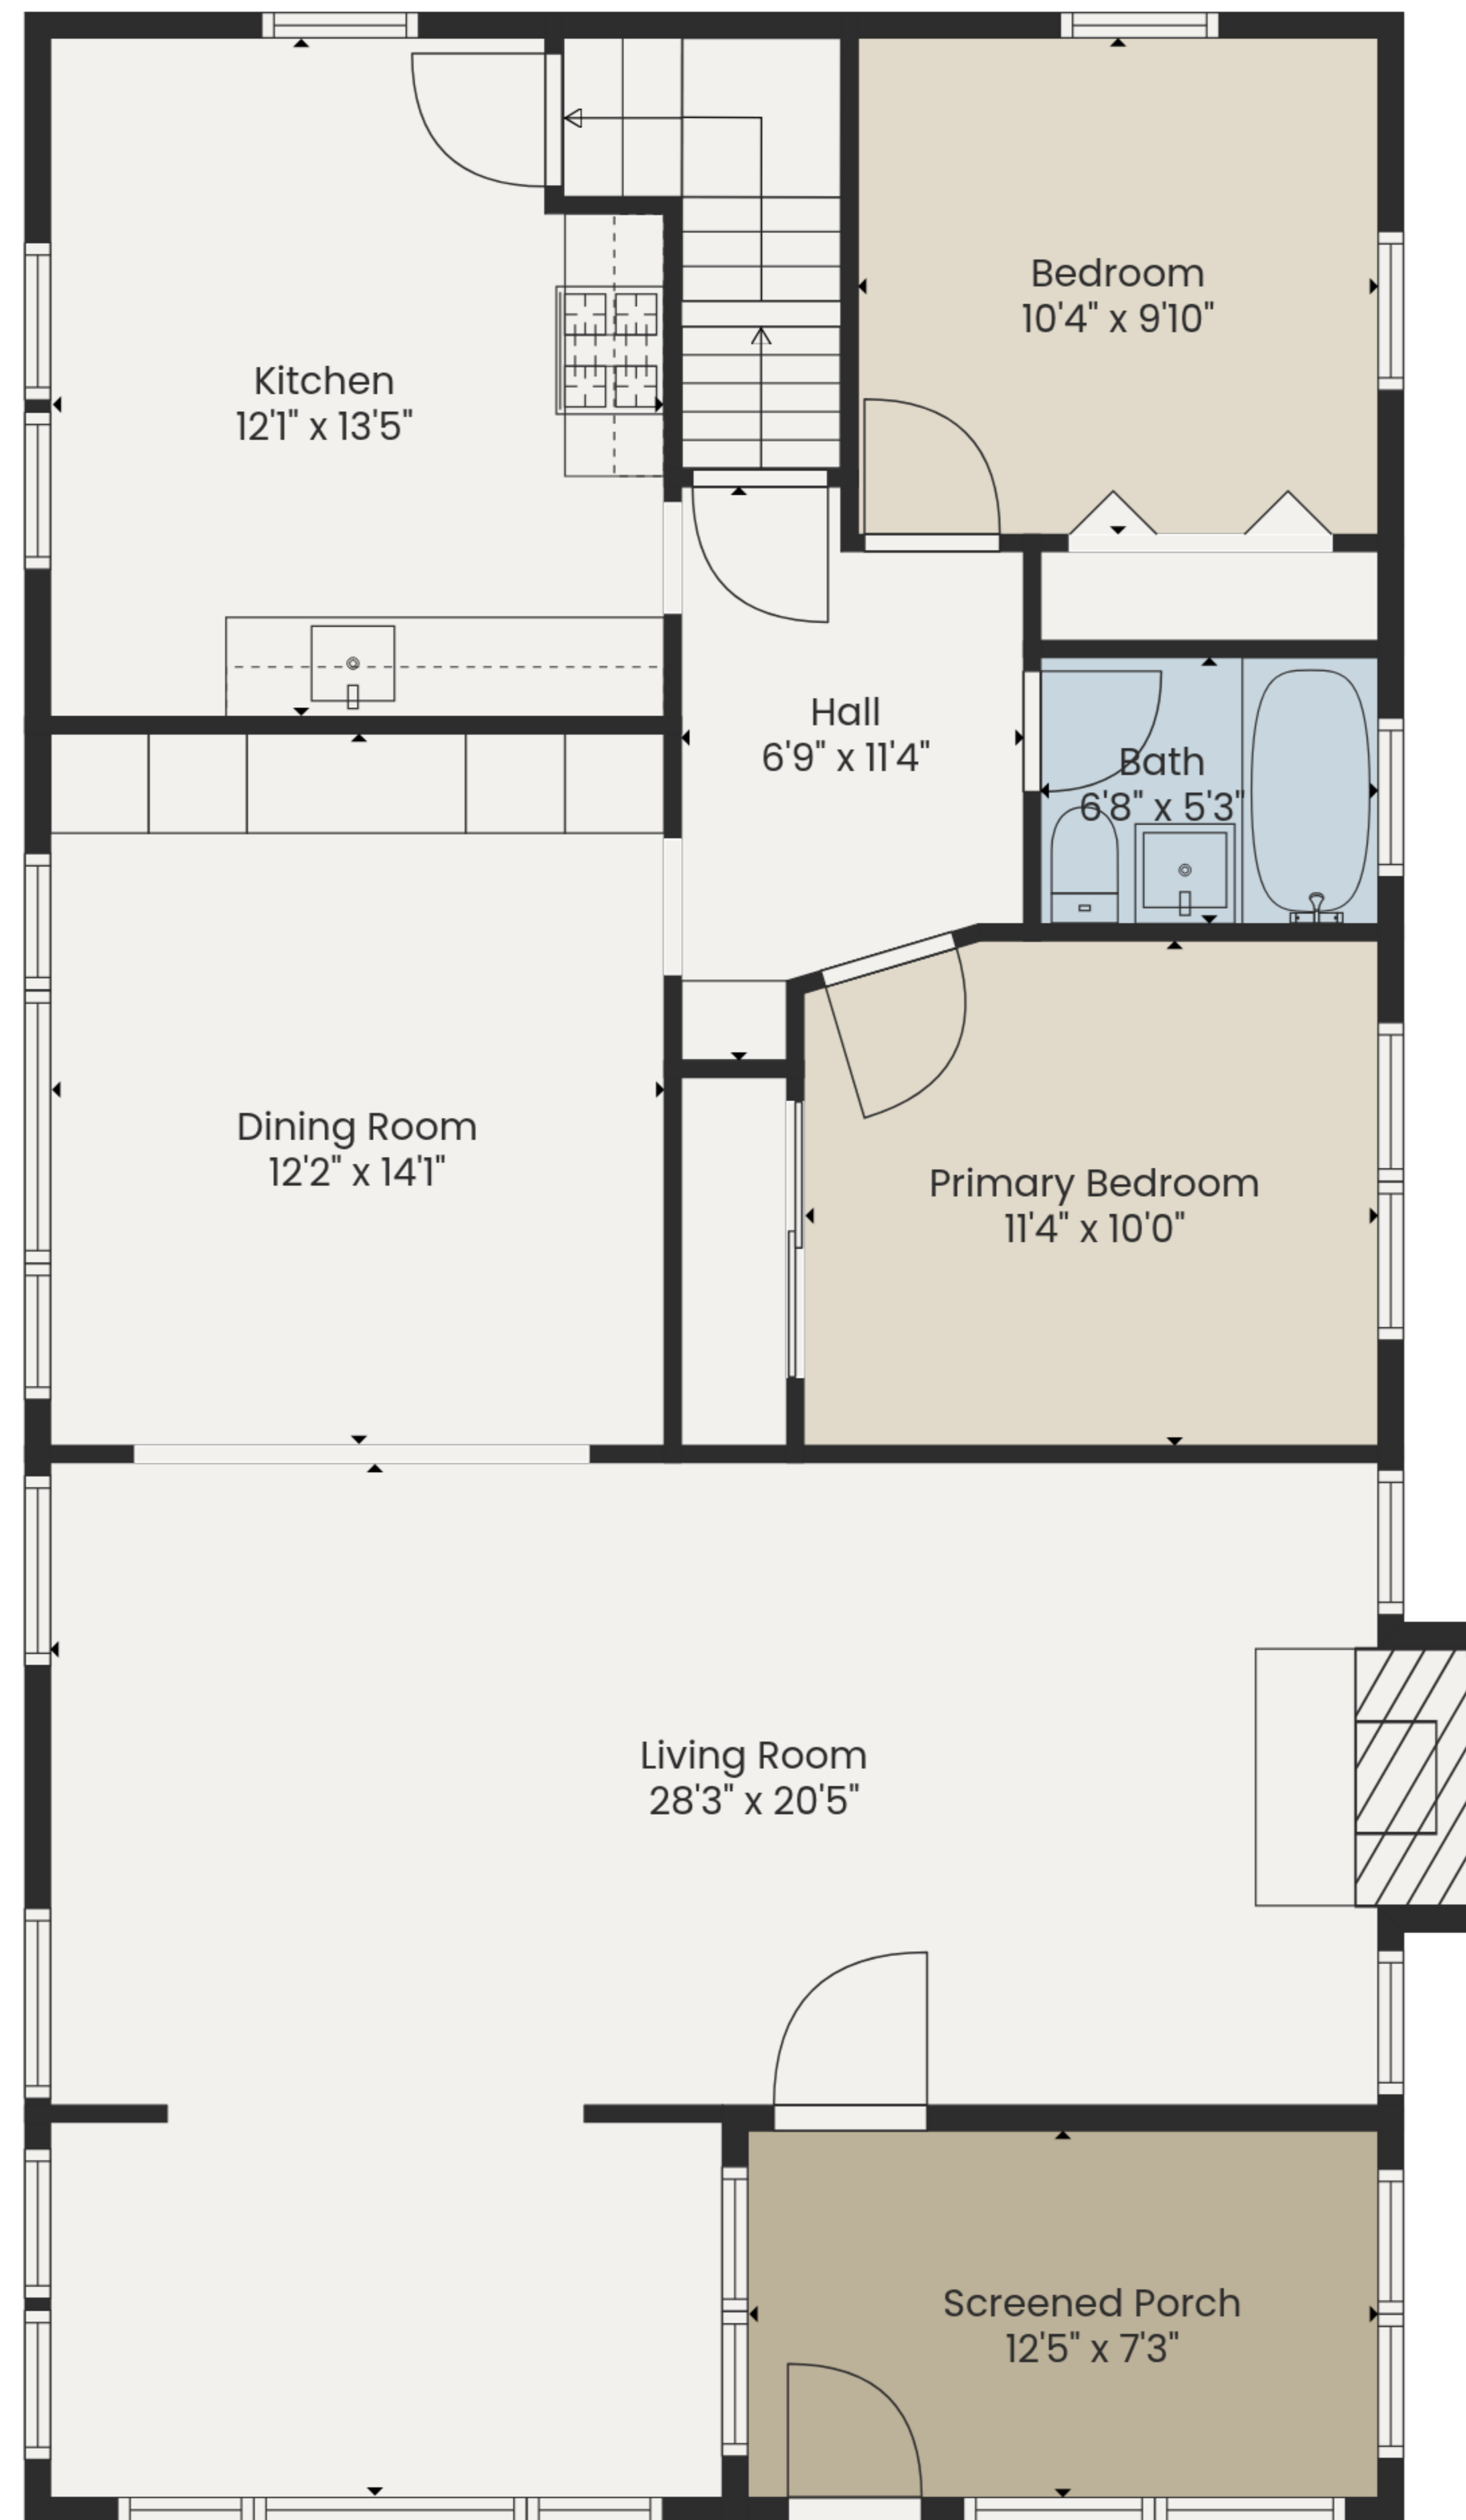 Bedroom
10'4" x 9'10"
Kitchen
12'1" x 13'5"
Hall
6'9" x 11'4"
Bath
6'8" x 5'3"
Dining Room
12'2" x 14'1"
Primary Bedroom
11'4" x 10'0"
Living Room
28'3" x 20'5"
Screened Porch
12'5" x 7'3"